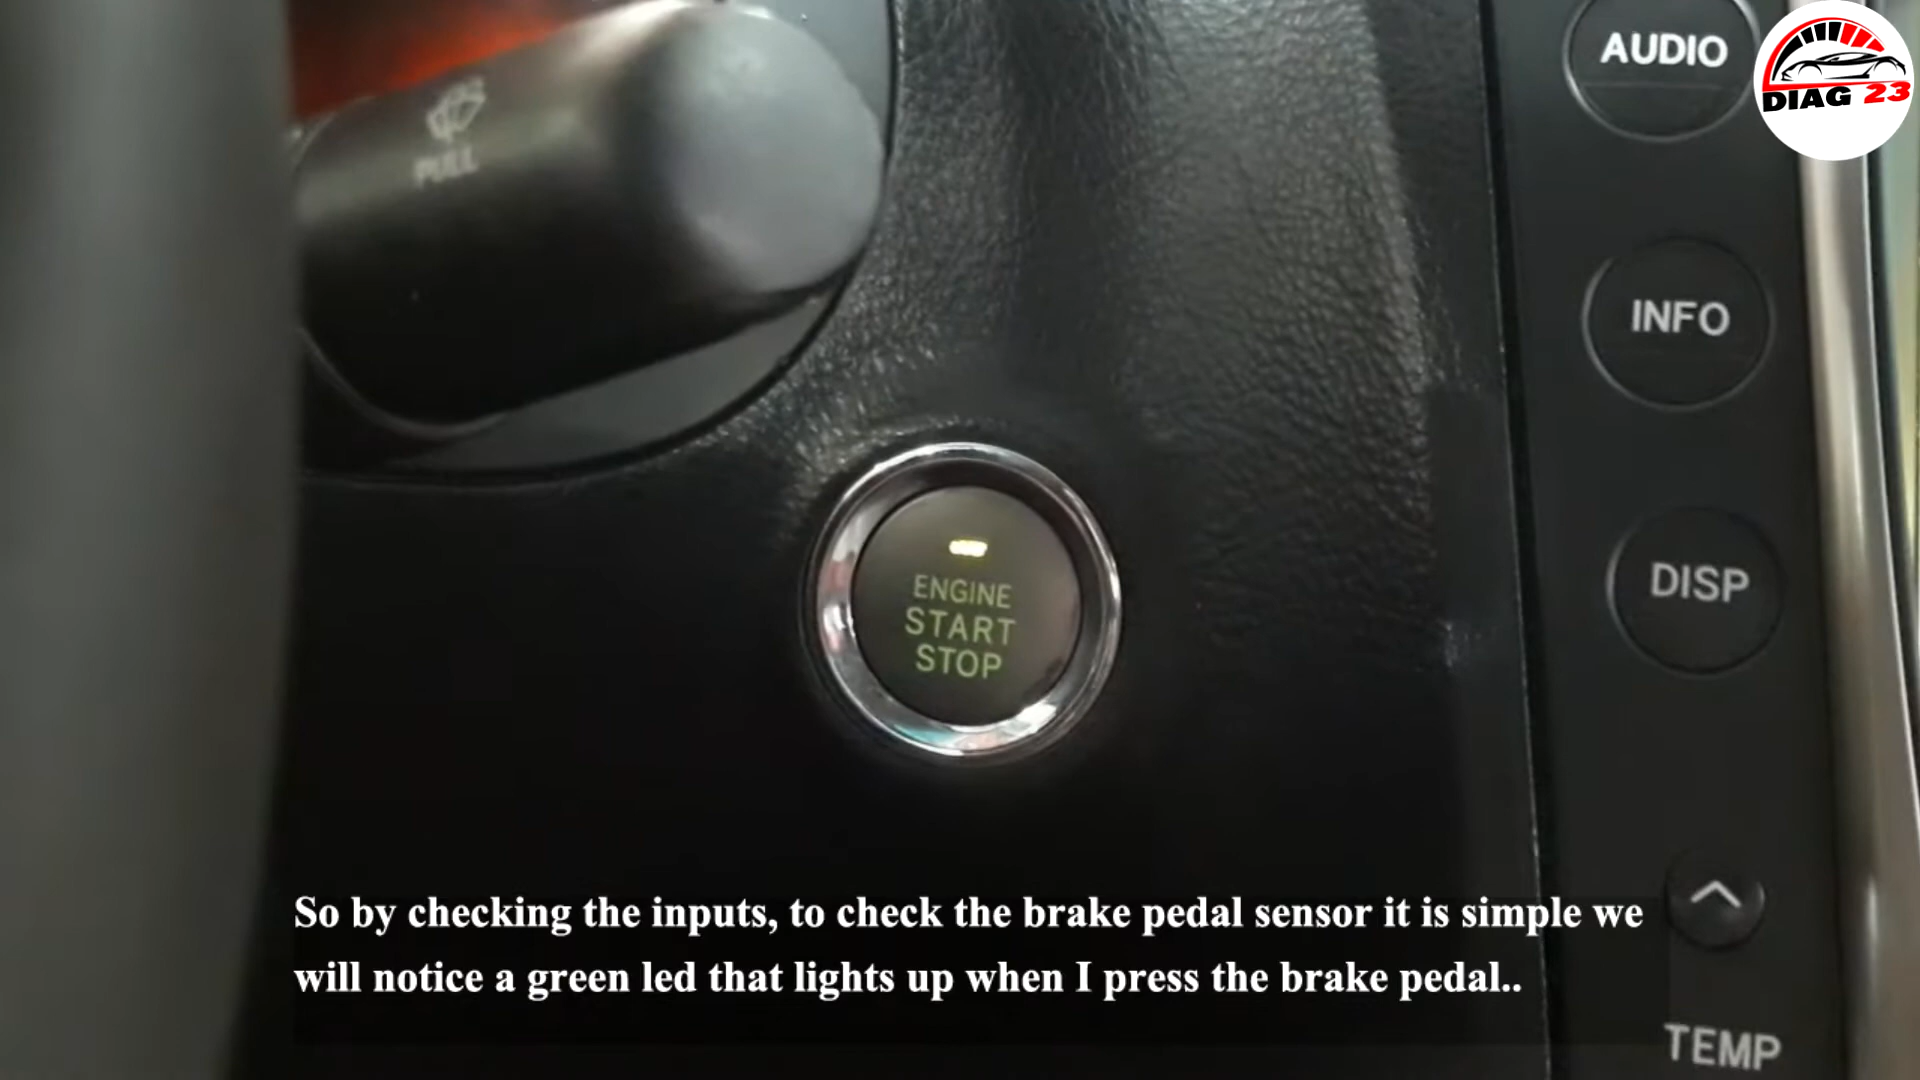 AUDIO
DIAG 23
PULL
INFO
DISP
ENGINE
START
STOP
So by checking the inputs, to check the brake pedal sensor it is simple we
will notice a green led that lights up when I press the brake pedal..
TEMP